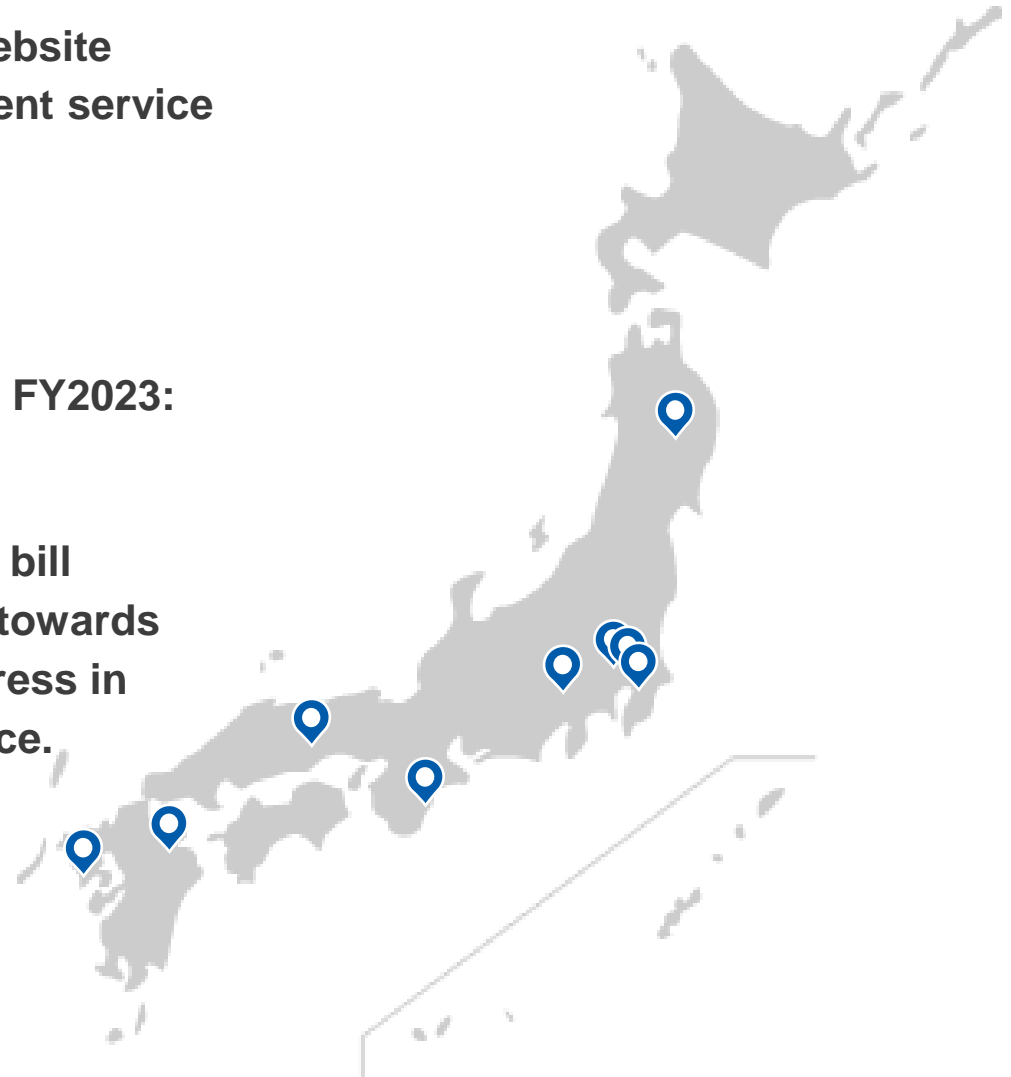 ebsite
ent service
FY2023:
bill
towards
ress in
ce.